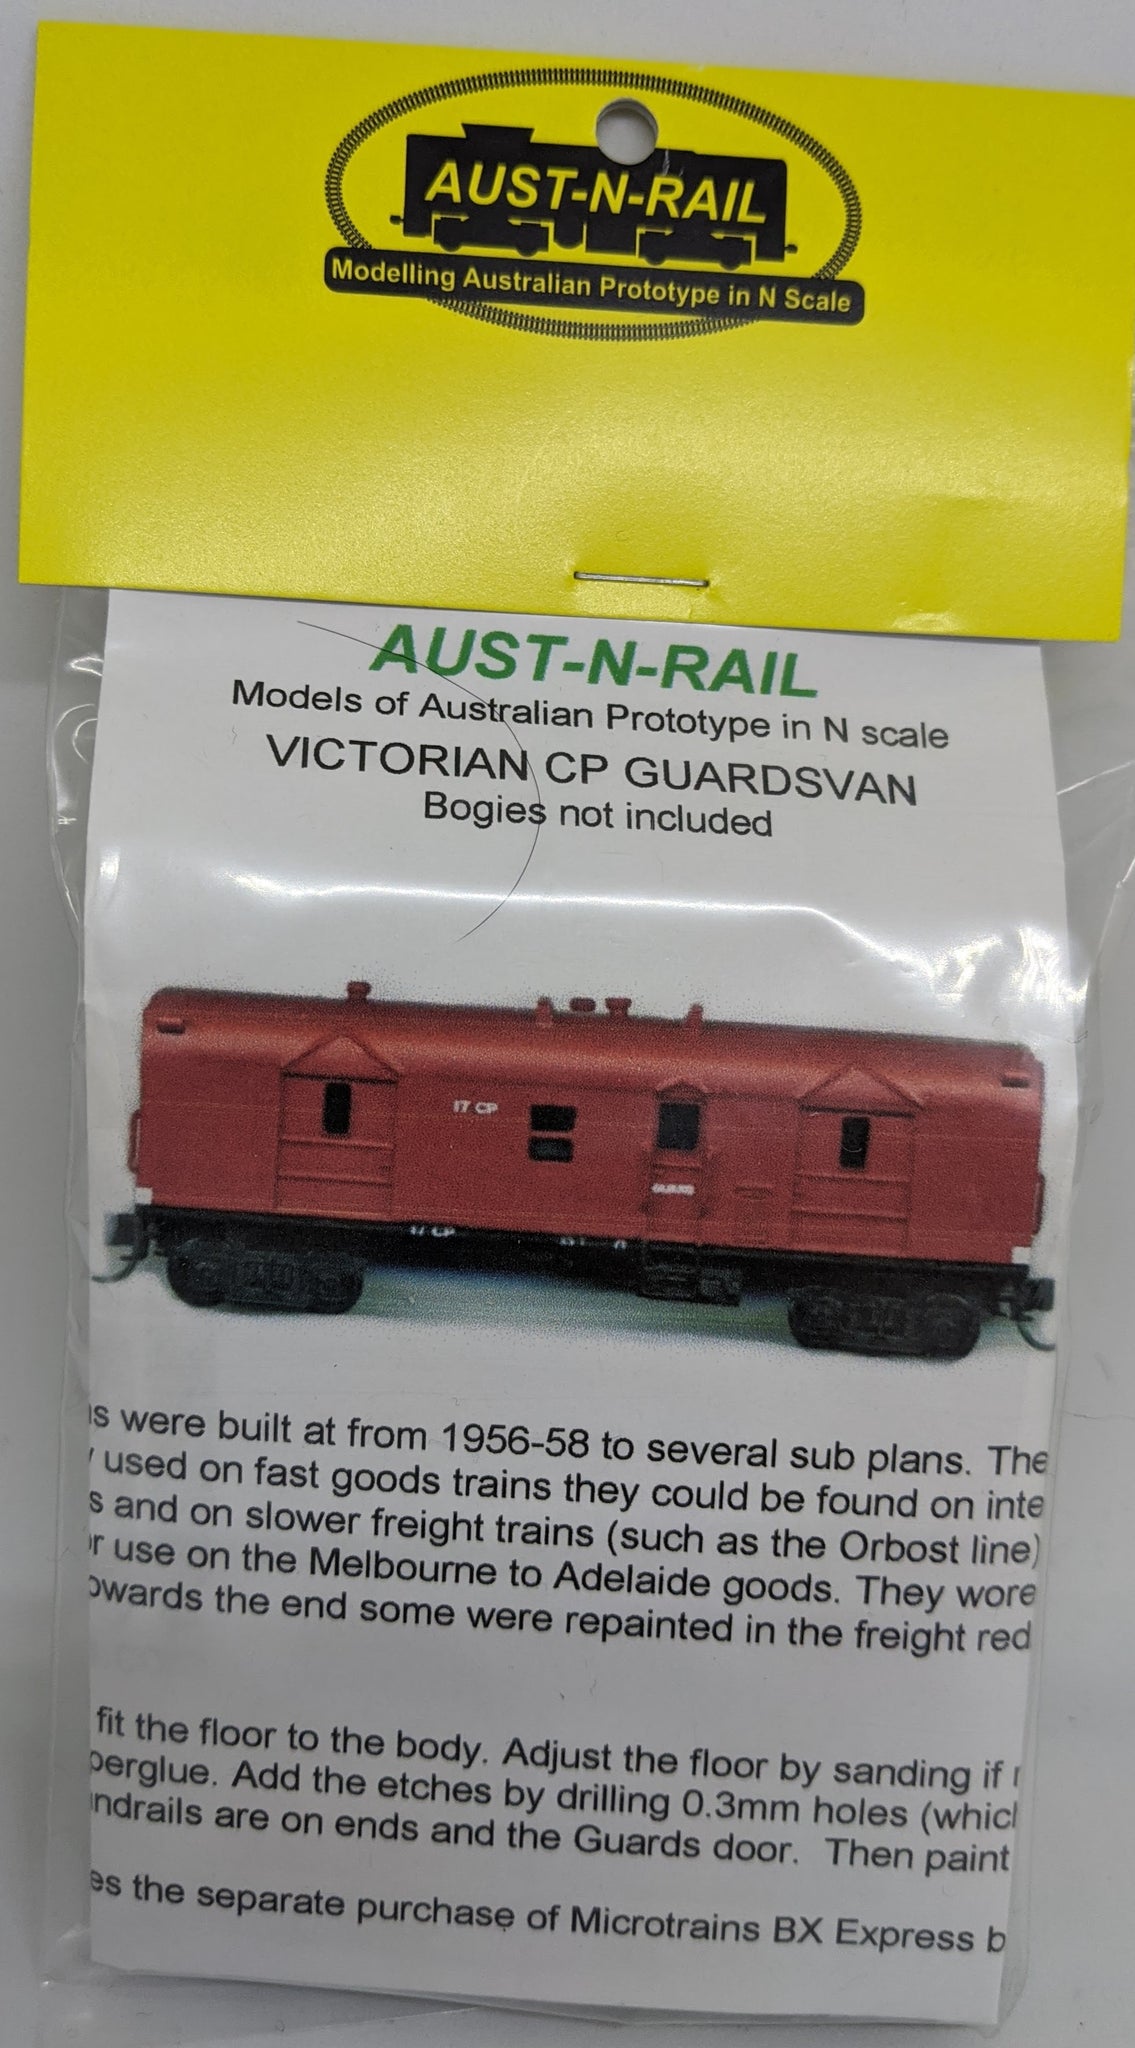 AUST-N-RAIL
Modelling Australian Prototype in N Scale
AUST-N-RAIL
Models of Australian Prototype in N scale
VICTORIAN CP GUARDSVAN
Bogies not included
17 CP
GUARD
17 CP
s were built at from 1956-58 to several sub plans. The
used on fast goods trains they could be found on inte
s and on slower freight trains (such as the Orbost line)
r use on the Melbourne to Adelaide goods. They wore
owards the end some were repainted in the freight red
fit the floor to the body. Adjust the floor by sanding if
perglue. Add the etches by drilling 0.3mm holes (whicl
ndrails are on ends and the Guards door. Then paint
es the separate purchase of Microtrains BX Express b